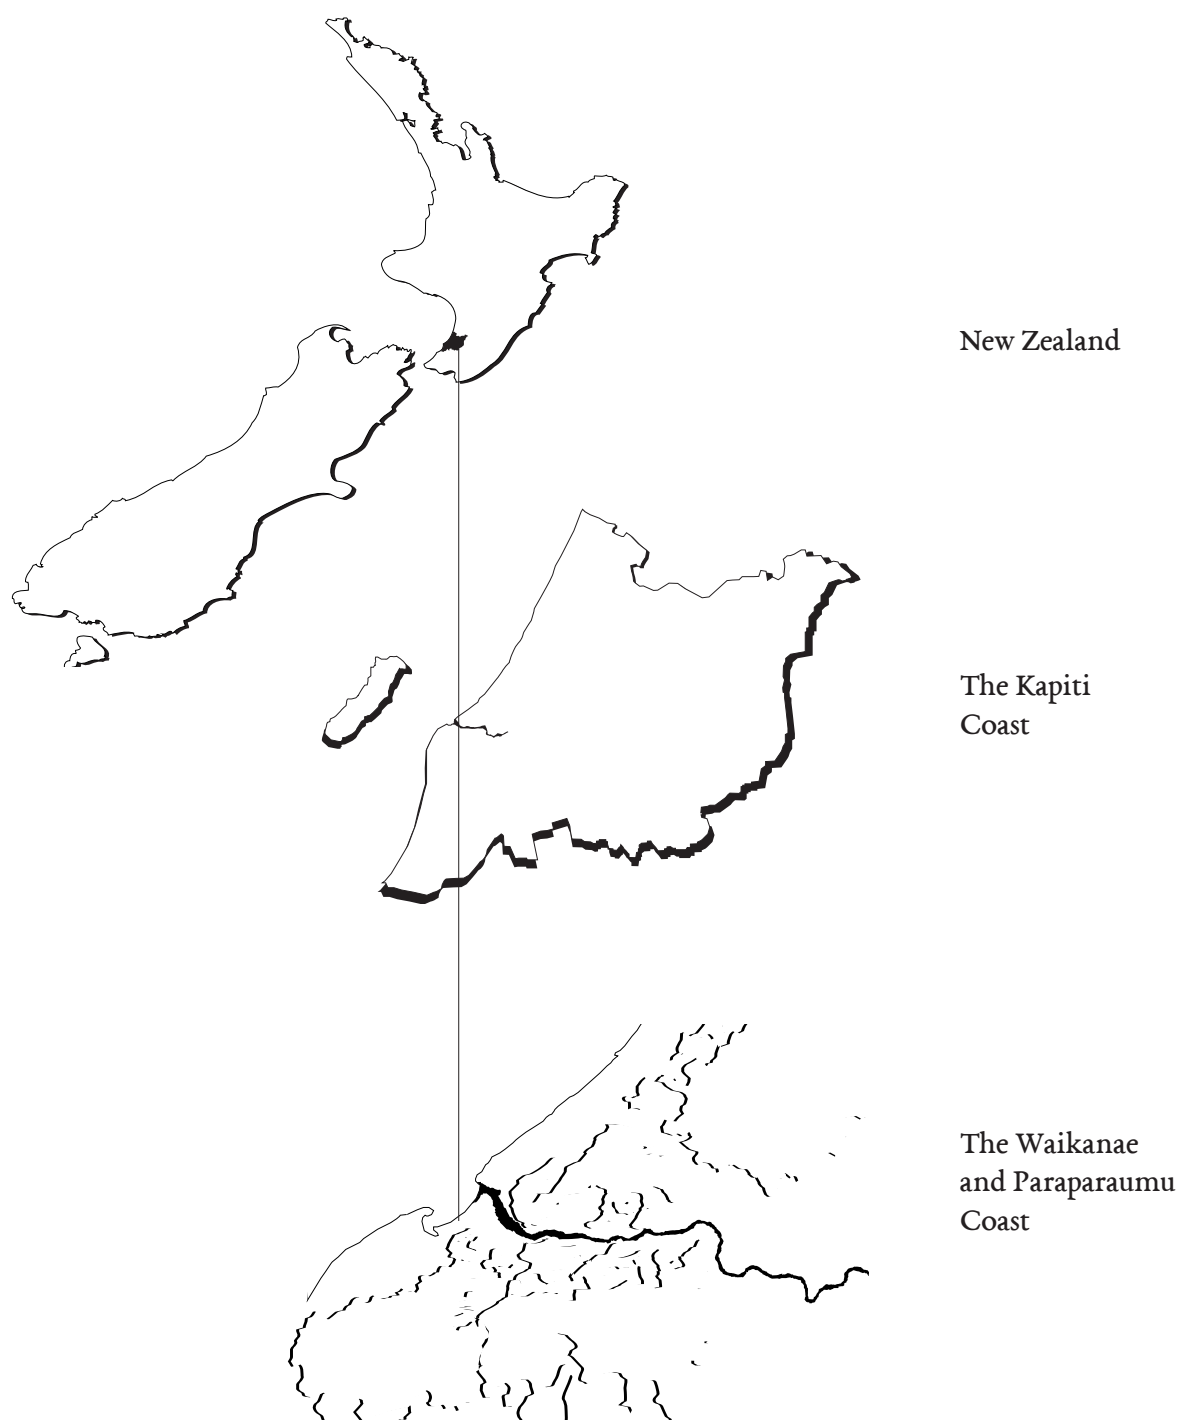 New Zealand
The Kapiti
Coast
The Waikanae
and Paraparaumu
Coast